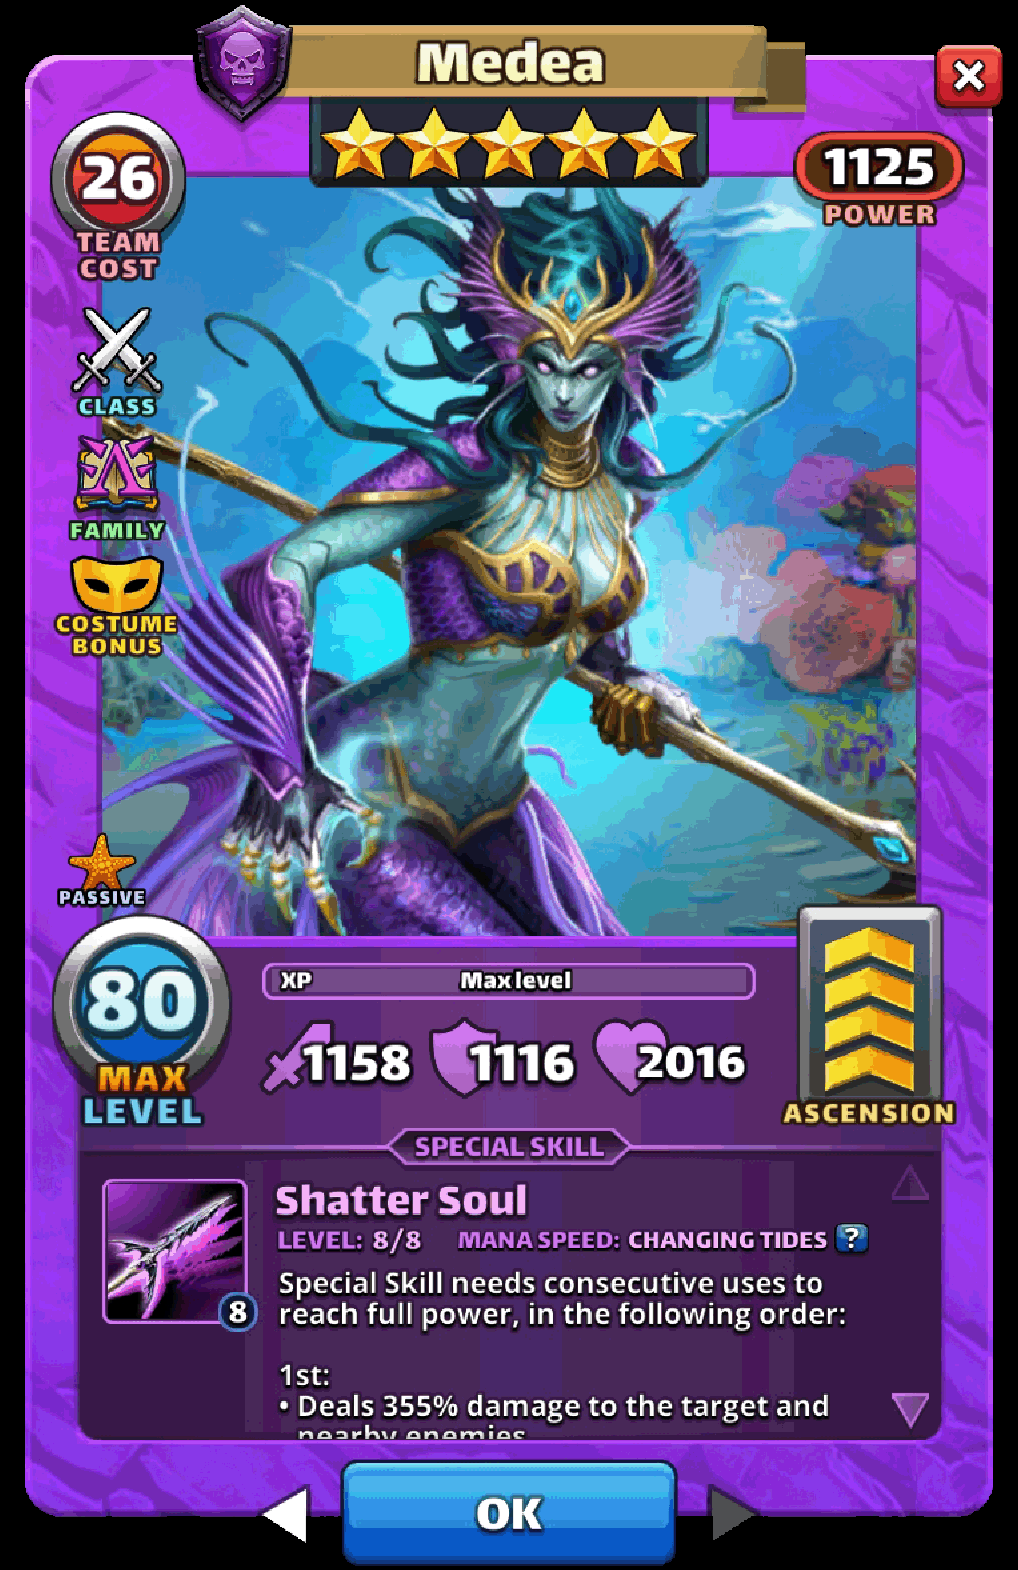 Medea
26
TEAM
COST
1125
POWER
CLASS
FAMILY
COSTUME
BONUS
PASSIVE
80
MAX
LEVEL
XP Max level
1158 1116 2016
ASCENSION
SPECIAL SKILL
Shatter Soul
LEVEL: 8/8 MANA SPEED: CHANGING TIDES ?
8
Special Skill needs consecutive uses to
reach full power, in the following order:
1st:
• Deals 355% damage to the target and
nearby enemies
OK